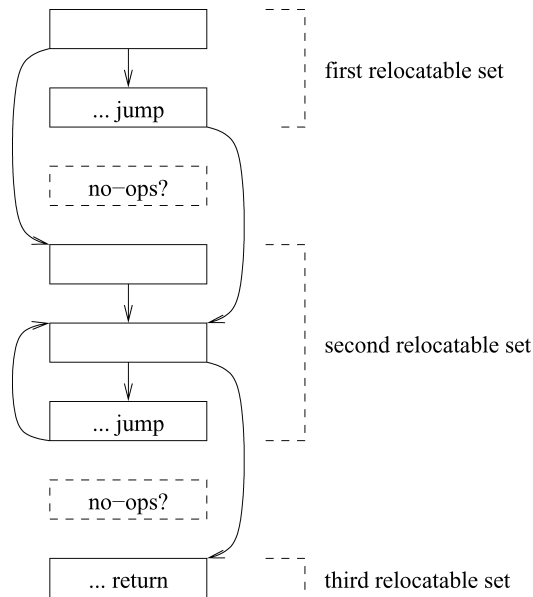 first relocatable set
... jump
no−ops?
second relocatable set
... jump
no−ops?
... return
third relocatable set